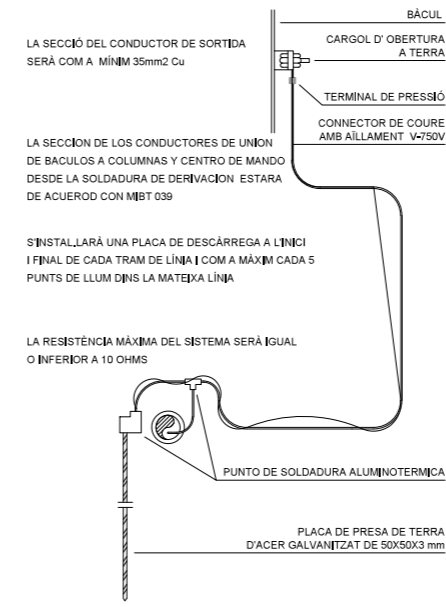 BÀCUL
LA SECCIÓ DEL CONDUCTOR DE SORTIDA
SERÀ COM A MÍNIM 35mm2 Cu
CARGOL D' OBERTURA
A TERRA
TERMINAL DE PRESSIÓ
CONNECTOR DE COURE
AMB AÏLLAMENT V-750V
LA SECCION DE LOS CONDUCTORES DE UNION
DE BACULOS A COLUMNAS Y CENTRO DE MANDO
DESDE LA SOLDADURA DE DERIVACION ESTARA
DE ACUEROD CON MIBT 039
S'INSTAL.LARÀ UNA PLACA DE DESCÀRREGA A L'INICI
I FINAL DE CADA TRAM DE LÍNIA I COM A MÀXIM CADA 5
PUNTS DE LLUM DINS LA MATEIXA LÍNIA
LA RESISTÈNCIA MÀXIMA DEL SISTEMA SERÀ IGUAL
O INFERIOR A 10 OHMS
PUNTO DE SOLDADURA ALUMINOTERMICA
PLACA DE PRESA DE TERRA
D'ACER GALVANITZAT DE 50X50X3 mm